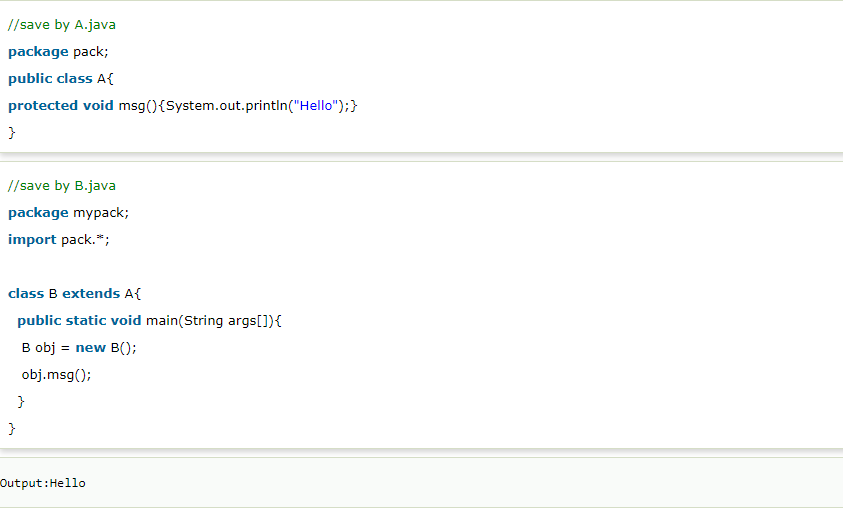 //save by A.java
package pack;
public class A{
protected void msg(){System.out.println("Hello");}
}
//save by B.java
package mypack;
import pack.*;
class B extends A{
public static void main(String args[]){
B obj = new B();
obj.msg();
}
}
Output:Hello